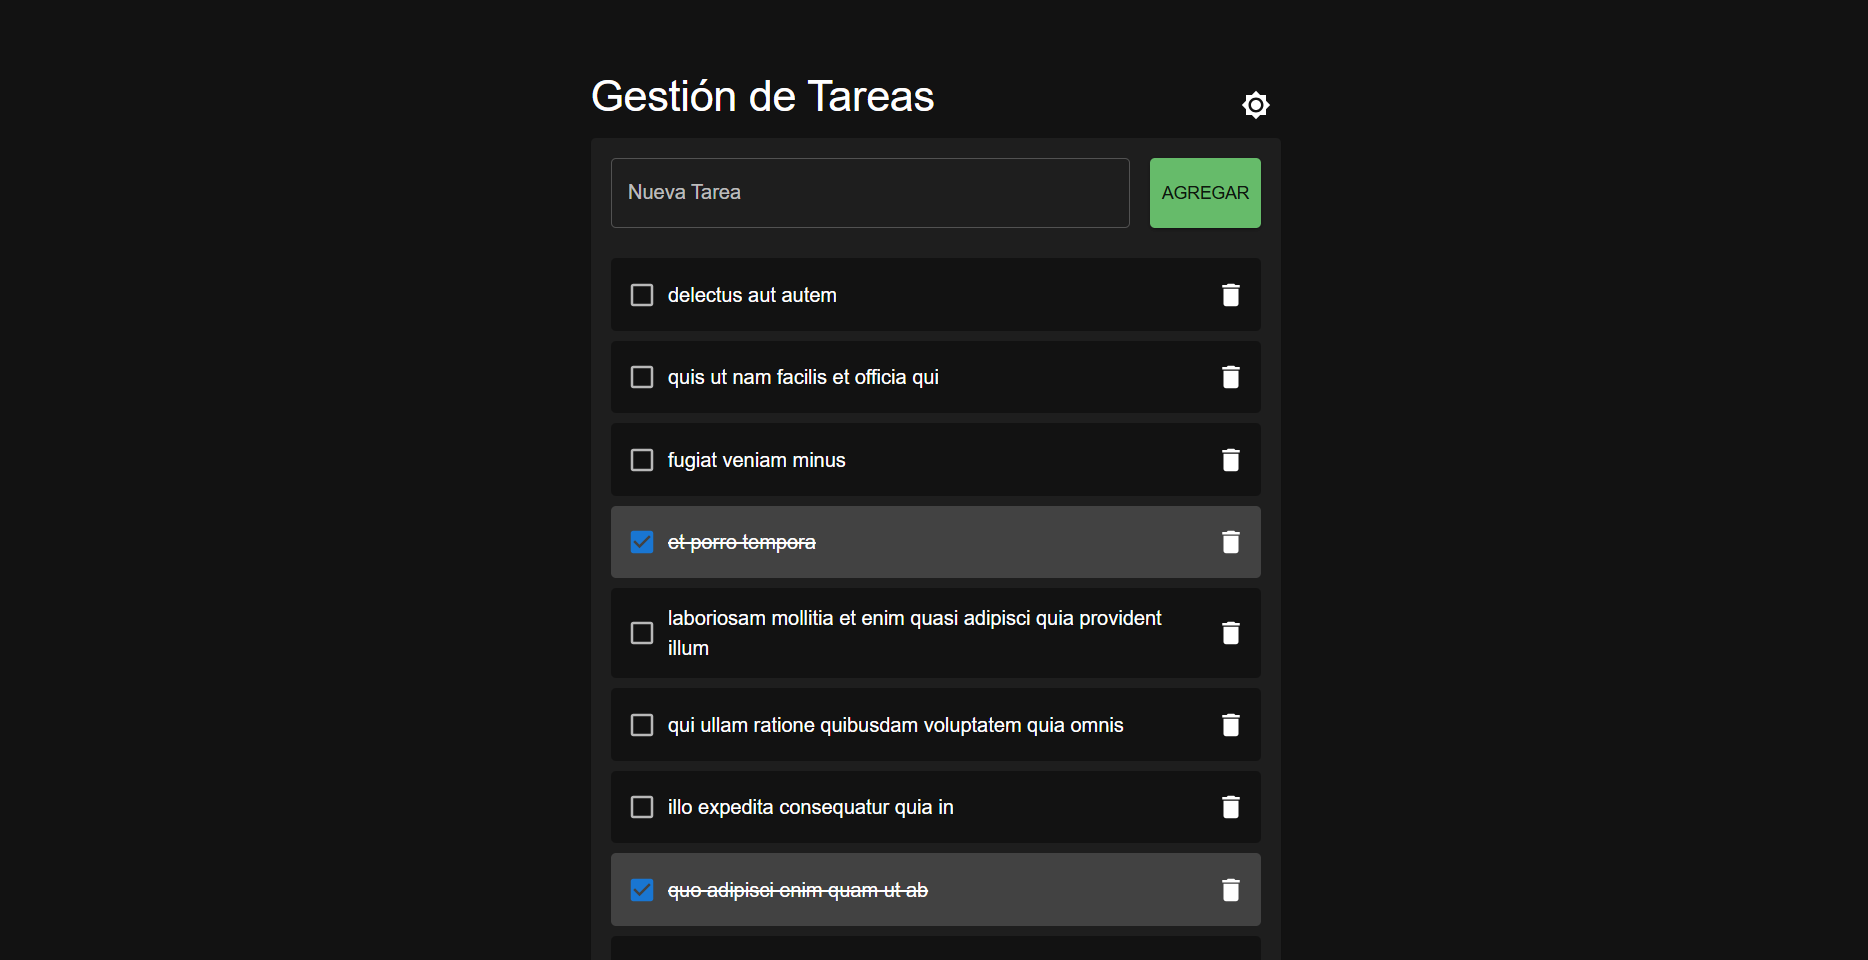 Gestión de Tareas
Nueva Tarea
AGREGAR
delectus aut autem
quis ut nam facilis et officia qui
fugiat veniam minus
et porro tempora
laboriosam mollitia et enim quasi adipisci quia provident
illum
qui ullam ratione quibusdam voluptatem quia omnis
illo expedita consequatur quia in
quo adipisci enim quam ut ab